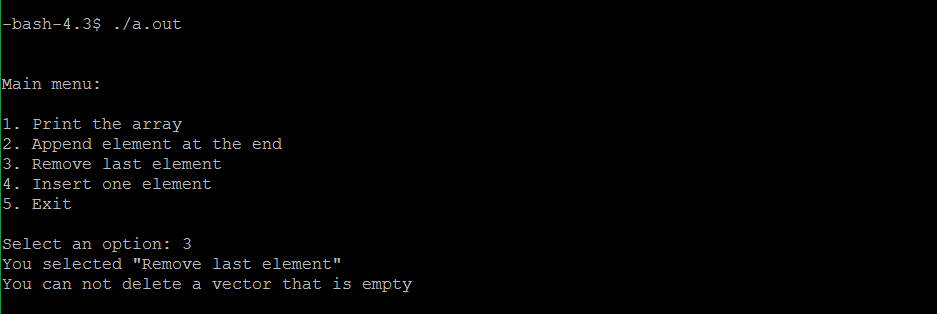 -bash-4.3$ ./a.out
Main menu:
1. Print the array
2. Append element at the end
3. Remove last element
4. Insert one element
5. Exit
Select an option: 3
You selected "Remove last element"
You can not delete a vector that is empty